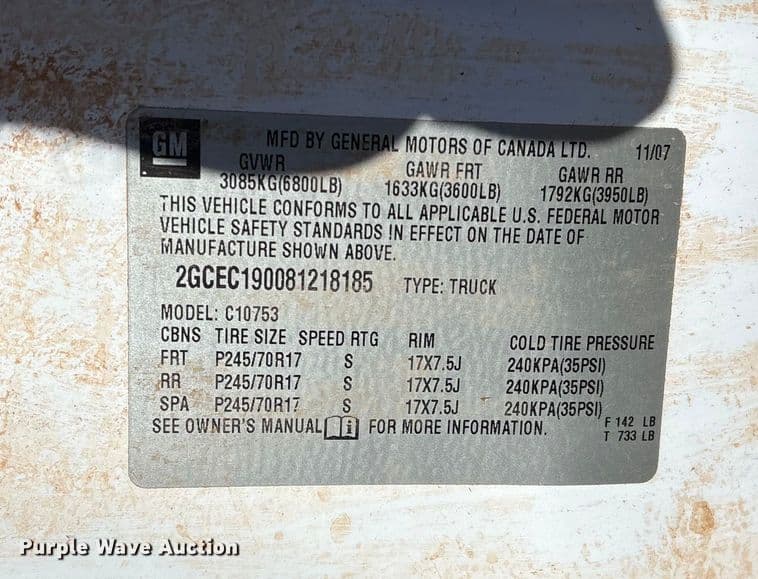 GM
MFD BY GENERAL MOTORS OF CANADA LTD. 11/07
GVWR GAWR FRT GAWR RR
3085KG(6800LB) 1633KG(3600LB) 1792KG(3950LB)
THIS VEHICLE CONFORMS TO ALL APPLICABLE U.S. FEDERAL MOTOR
VEHICLE SAFETY STANDARDS IN EFFECT ON THE DATE OF
MANUFACTURE SHOWN ABOVE.
2GCEC190081218185 TYPE: TRUCK
MODEL: C10753
CBNS TIRE SIZE SPEED RTG RIM COLD TIRE PRESSURE
FRT P245/70R17 S 17X7.5J 240KPA(35PSI)
RR P245/70R17 S 17X7.5J 240KPA(35PSI)
SPA P245/70R17 S 17X7.5J 240KPA(35PSI)
SEE OWNER'S MANUAL i FOR MORE INFORMATION. F 142 LB
T 733 LB
Purple Wave Auction